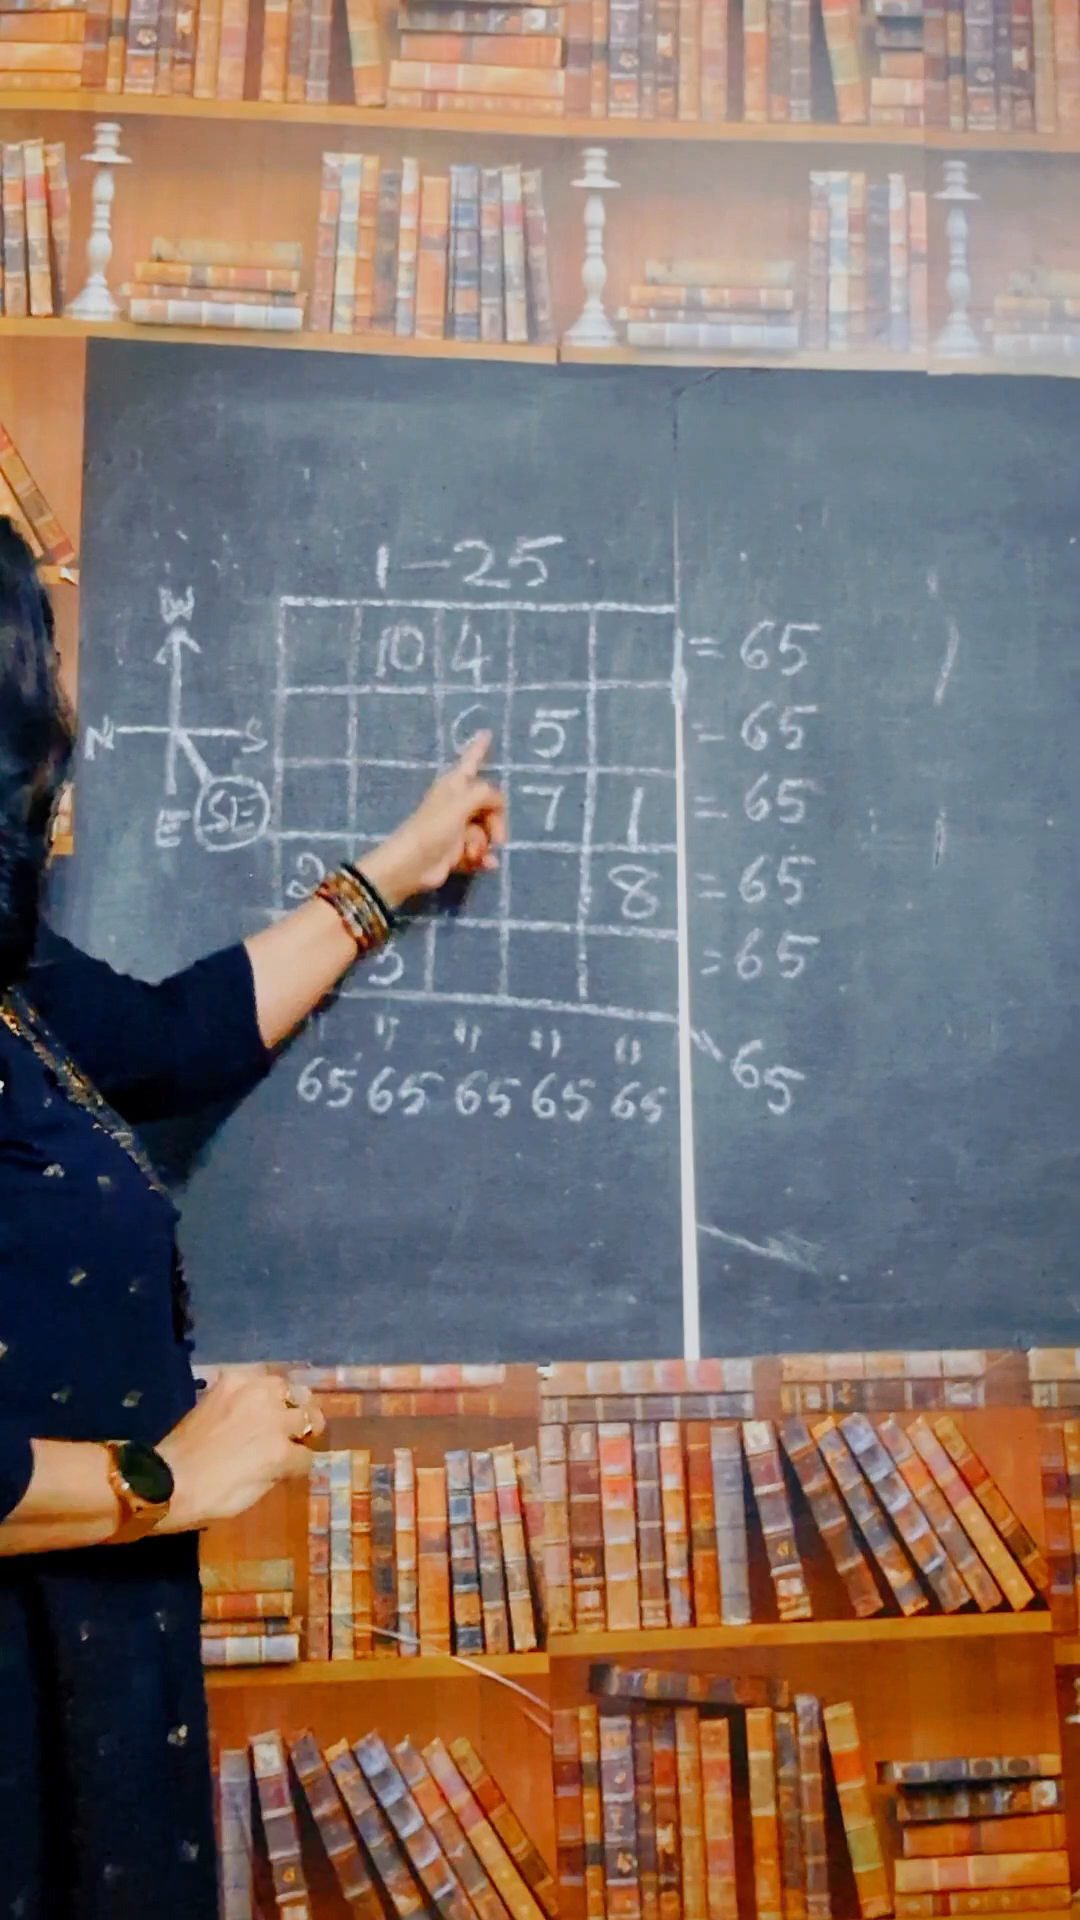 1-25
W
10 4 = 65
6 5 = 65
N S
7 1 = 65
E SE
2 8 = 65
3 = 65
" " " " "
65 65 65 65 65 65